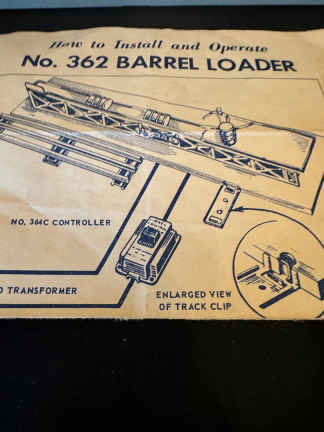 How to Install and Operate
No. 362 BARREL LOADER
NO. 364C CONTROLLER
TRANSFORMER
ENLARGED VIEW
OF TRACK CLIP